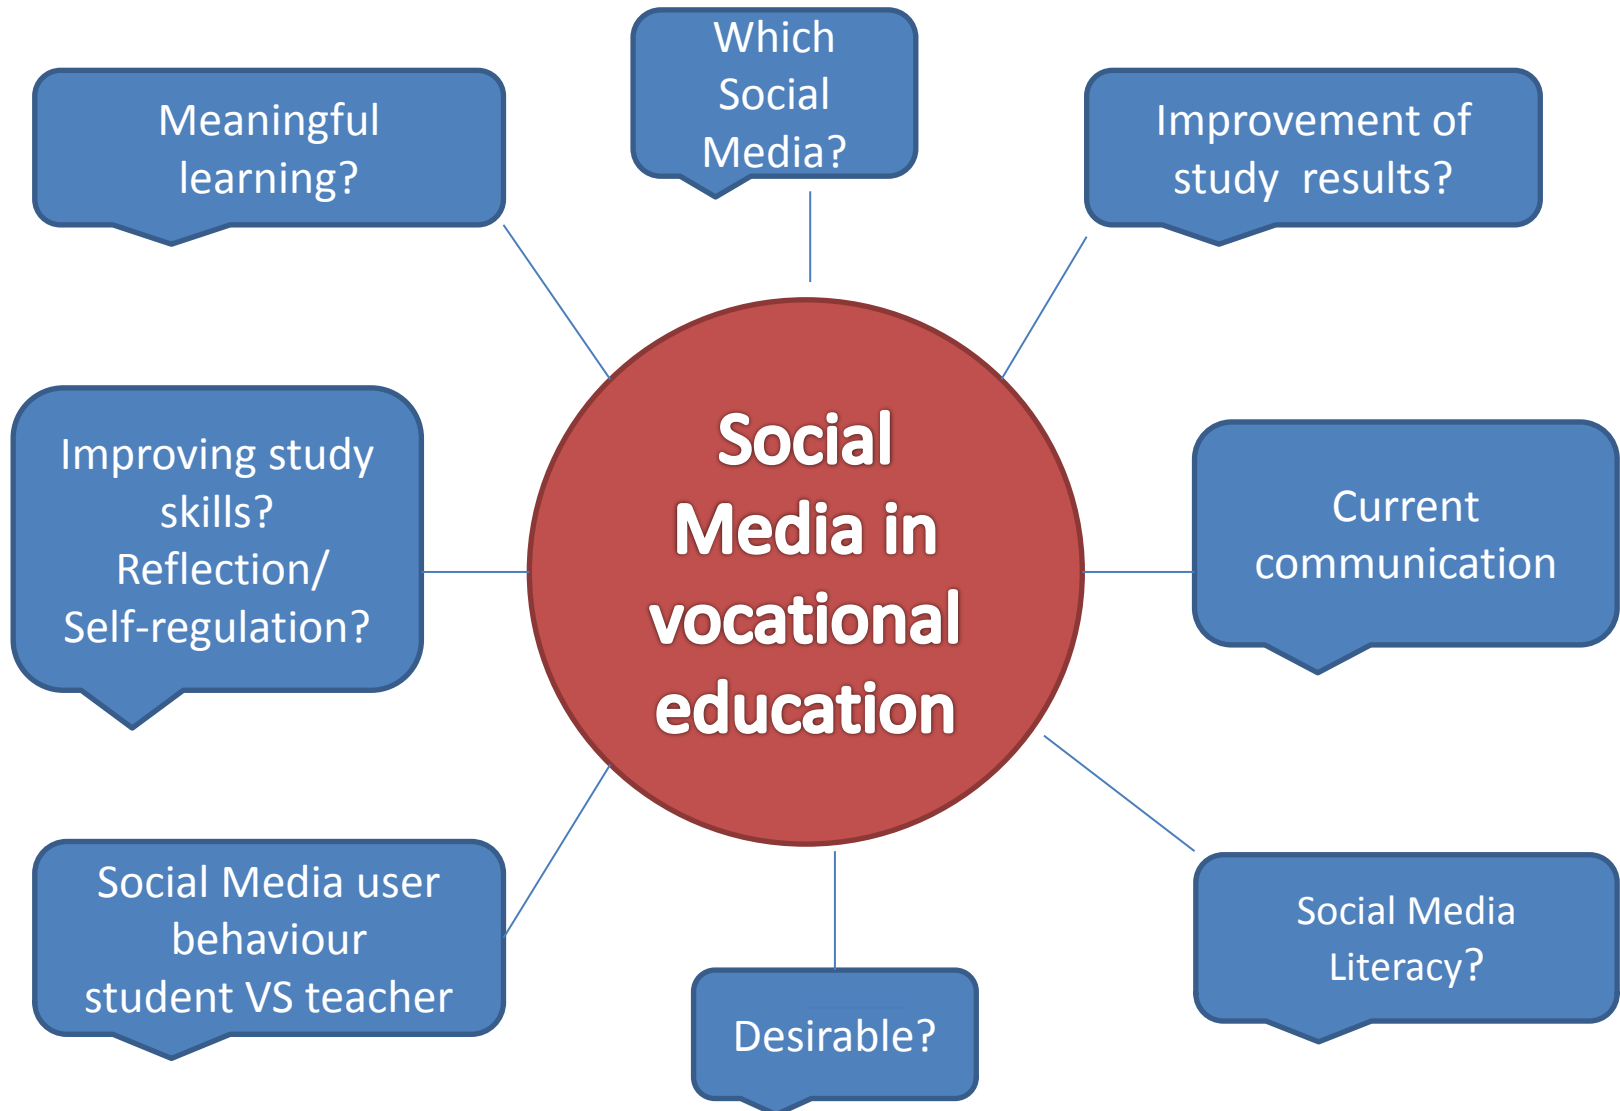 Which
Social
Media?
Meaningful
learning?
Improvement of
study  results?
Improving study
skills?
Reflection/
Self-regulation?
Social
Media in
vocational
education
Current
communication
Social Media user
behaviour
student VS teacher
Desirable?
Social Media
Literacy?